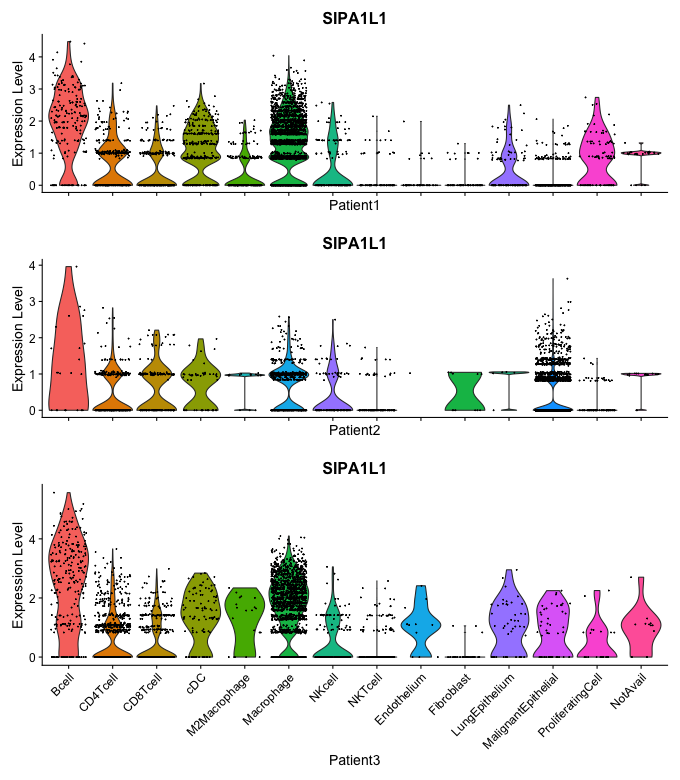 SIPA1L1
Expression Level
4
3
2
1
0
Patient1
SIPA1L1
Expression Level
4
3
2
1
0
Patient2
SIPA1L1
Expression Level
4
2
0
Bcell
CD4Tcell
CD8Tcell
cDC
M2Macrophage
Macrophage
NKcell
NKTcell
Endothelium
Fibroblast
LungEpithelium
MalignantEpithelial
ProliferatingCell
NotAvail
Patient3